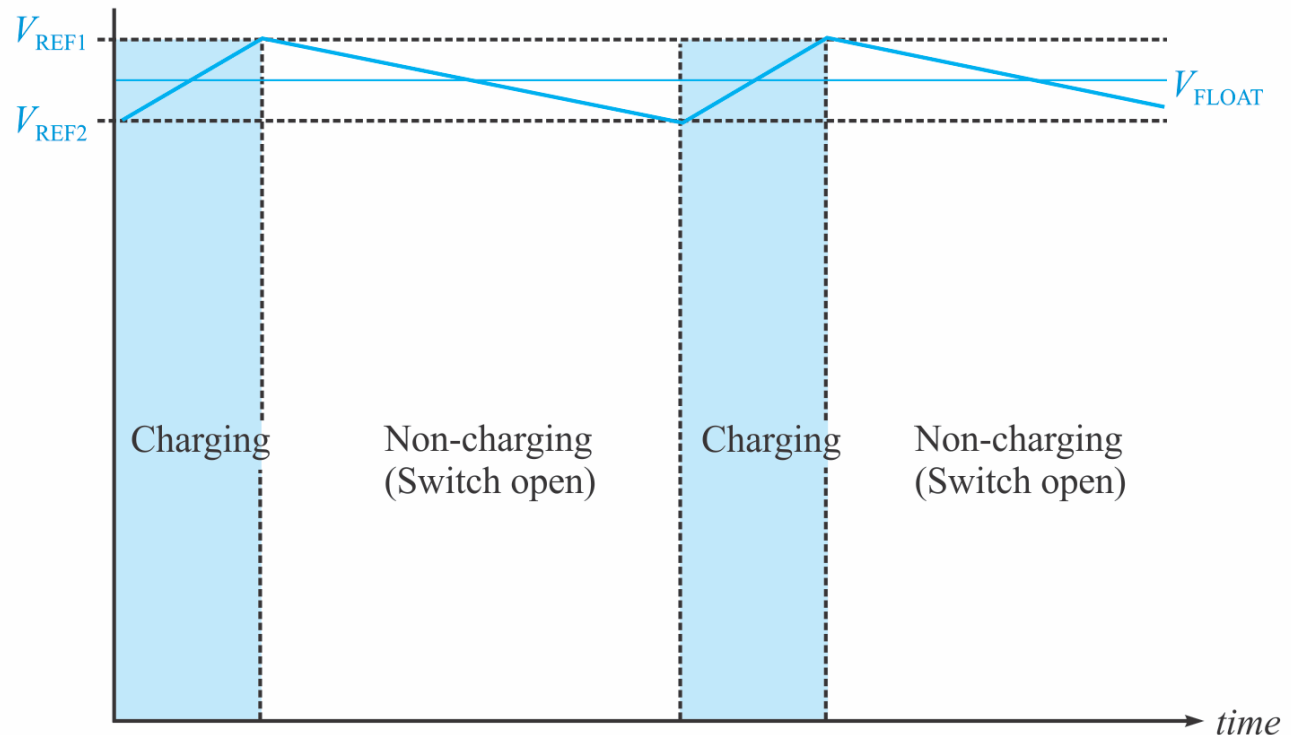 VREF1
VREF2
VFLOAT
Charging
Non-charging
(Switch open)
Charging
Non-charging
(Switch open)
time